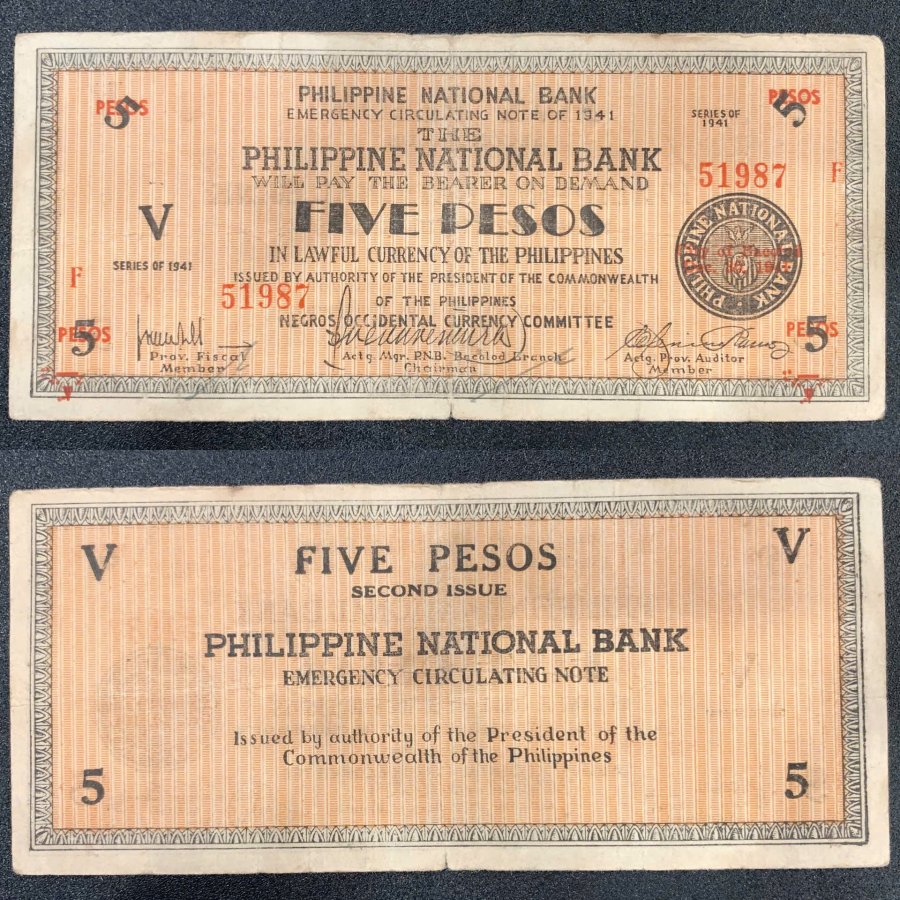 PESOS
5
PHILIPPINE NATIONAL BANK
EMERGENCY CIRCULATING NOTE OF 1941
THE
PHILIPPINE NATIONAL BANK
WILL PAY THE BEARER ON DEMAND
FIVE PESOS
IN LAWFUL CURRENCY OF THE PHILIPPINES
ISSUED BY AUTHORITY OF THE PRESIDENT OF THE COMMONWEALTH
OF THE PHILIPPINES
NEGROS OCCIDENTAL CURRENCY COMMITTEE
PESOS
5
SERIES OF
1941
51987 F
PHILIPPINE NATIONAL BANK
V
SERIES OF 1941
F
51987
PESOS
5
Prov. Fiscal
Member
Actg. Mgr. P.N.B. Bacolod Branch
Chairman
Actg. Prov. Auditor
Member
PESOS
5
V
FIVE PESOS
V
SECOND ISSUE
PHILIPPINE NATIONAL BANK
EMERGENCY CIRCULATING NOTE
Issued by authority of the President of the
Commonwealth of the Philippines
5
5